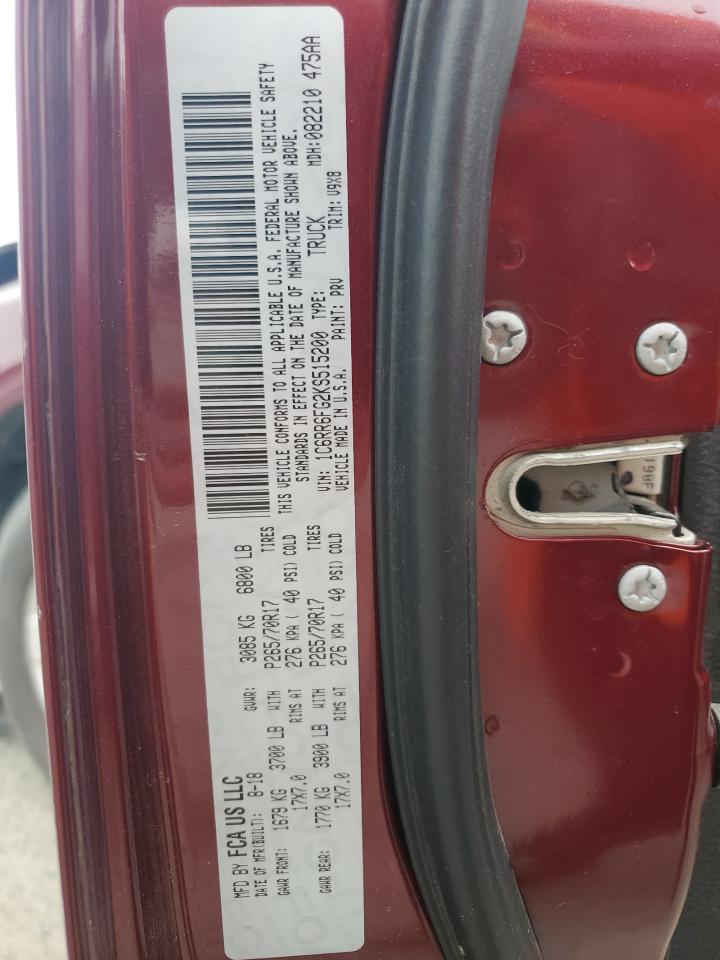 MFD BY FCA US LLC
DATE OF MFR(BUILT): 8-18 GVWR: 3085 KG 6800 LB
GAWR FRONT: 1679 KG 3700 LB WITH P265/70R17 TIRES
17X7.0 RIMS AT 276 KPA ( 40 PSI) COLD
GAWR REAR: 1770 KG 3900 LB WITH P265/70R17 TIRES
17X7.0 RIMS AT 276 KPA ( 40 PSI) COLD
THIS VEHICLE CONFORMS TO ALL APPLICABLE U.S.A. FEDERAL MOTOR VEHICLE SAFETY
STANDARDS IN EFFECT ON THE DATE OF MANUFACTURE SHOWN ABOVE.
VIN: 1C6RR6FG2KS515200 TYPE: TRUCK MDH:082210 475AA
VEHICLE MADE IN U.S.A. PAINT: PRV TRIM: V9X8